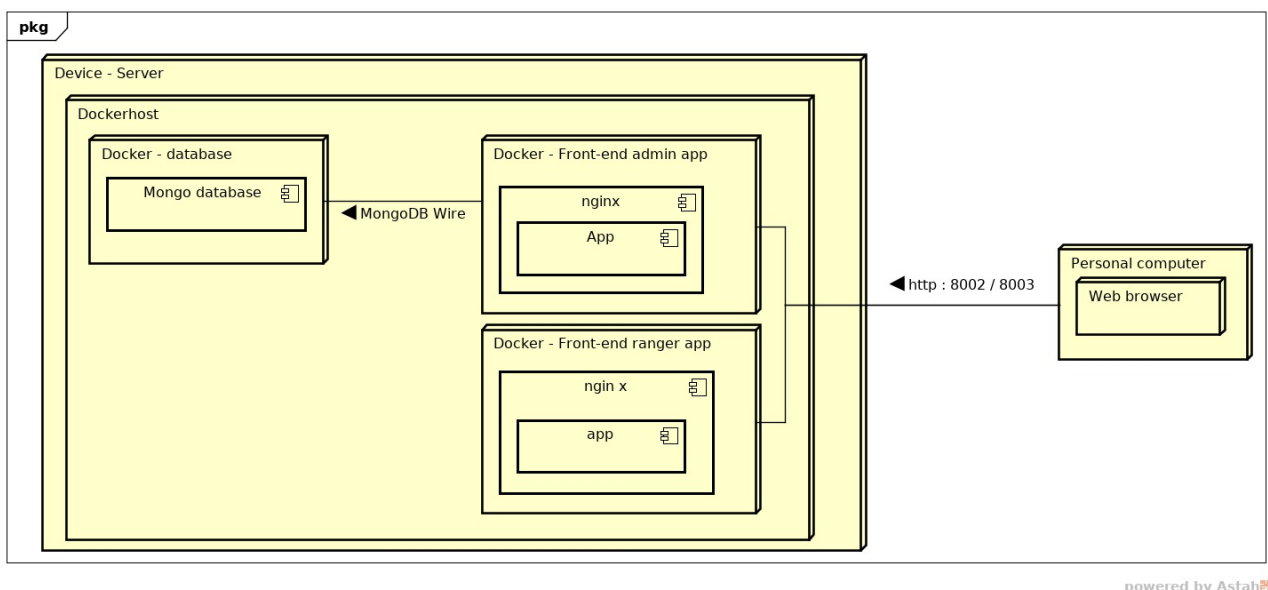 pkg
Device - Server
Dockerhost
Docker - database
Mongo database
MongoDB Wire
Docker - Front-end admin app
nginx
App
Docker - Front-end ranger app
ngin x
app
http : 8002 / 8003
Personal computer
Web browser
powered by Astah